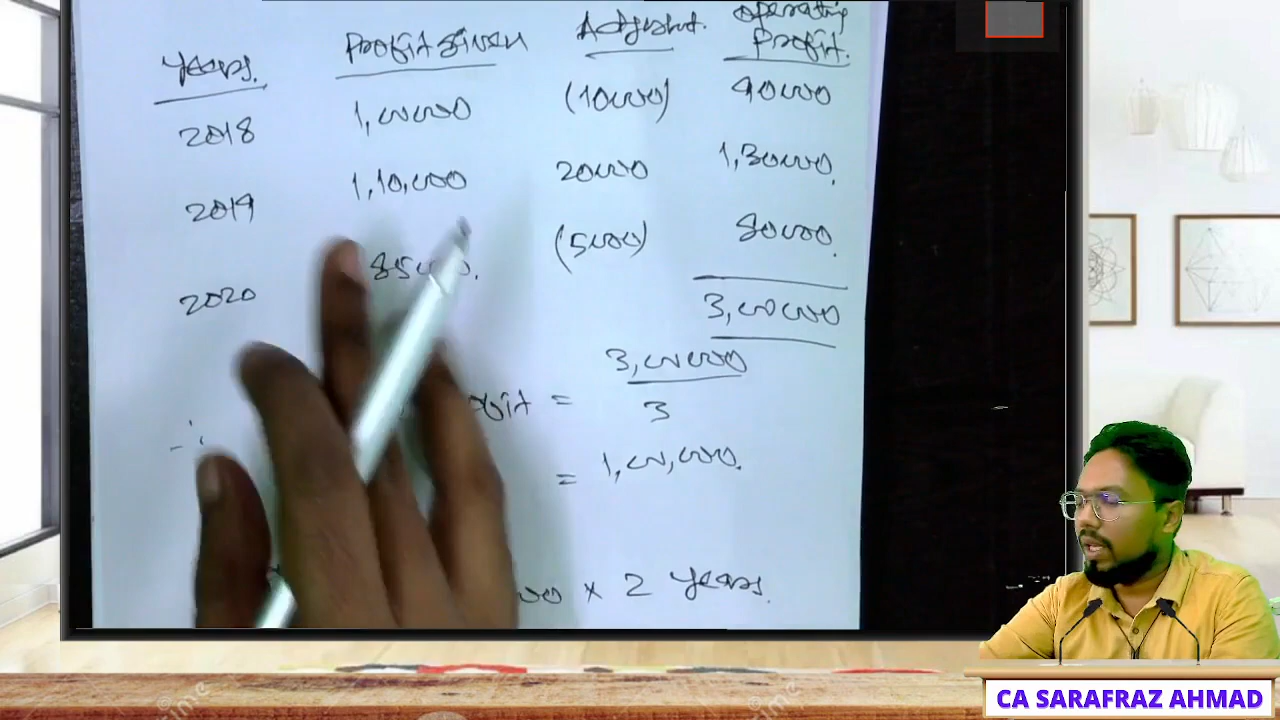 Years. Profit given Adjustmt. Operating Profit.
2018 1,00000 (10000) 90000
2019 1,10,000 20000 1,30000.
2020 85000. (5000) 80000.
3,00000
= 3,00000
3
= 1,00,000.
× 2 Years.
CA SARAFRAZ AHMAD